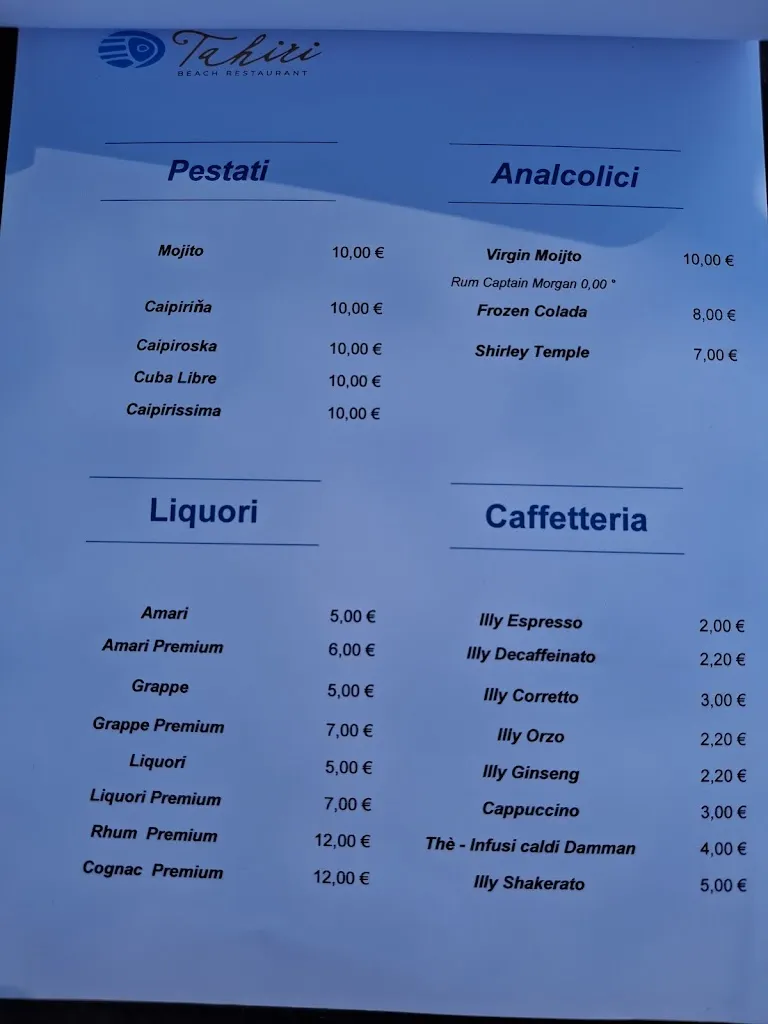 Tahiri
BEACH RESTAURANT
Pestati
Mojito 10,00 €
Caipiriňa 10,00 €
Caipiroska 10,00 €
Cuba Libre 10,00 €
Caipirissima 10,00 €
Analcolici
Virgin Moijto 10,00 €
Rum Captain Morgan 0,00 °
Frozen Colada 8,00 €
Shirley Temple 7,00 €
Liquori
Amari 5,00 €
Amari Premium 6,00 €
Grappe 5,00 €
Grappe Premium 7,00 €
Liquori 5,00 €
Liquori Premium 7,00 €
Rhum Premium 12,00 €
Cognac Premium 12,00 €
Caffetteria
Illy Espresso 2,00 €
Illy Decaffeinato 2,20 €
Illy Corretto 3,00 €
Illy Orzo 2,20 €
Illy Ginseng 2,20 €
Cappuccino 3,00 €
Thè - Infusi caldi Damman 4,00 €
Illy Shakerato 5,00 €